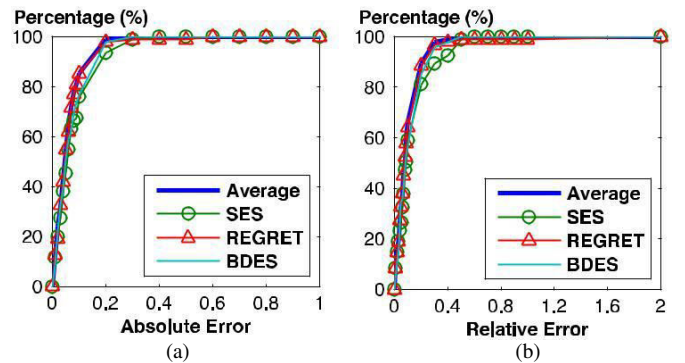 Percentage (%)
100
80
60
40
20
0
0
0.2
0.4
0.6
0.8
1
Average
SES
REGRET
BDES
Absolute Error
(a)
Percentage (%)
100
80
60
40
20
0
0
0.4
0.8
1.2
1.6
2
Average
SES
REGRET
BDES
Relative Error
(b)